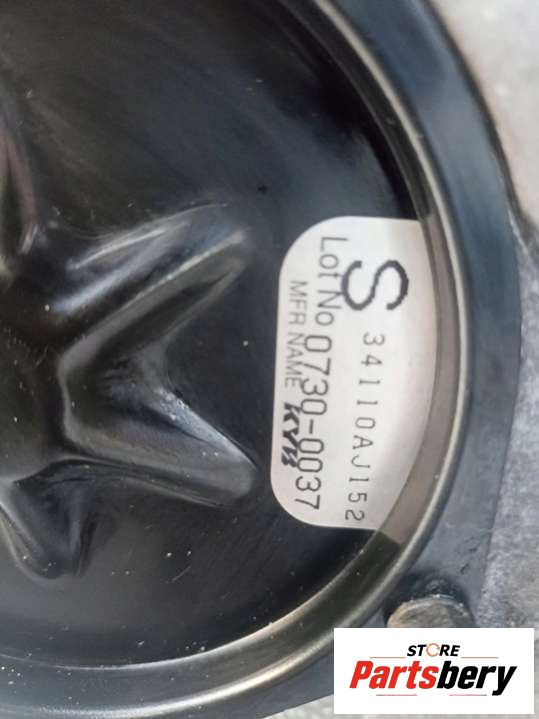 S 34110AJ152
Lot No 0730-0037
MFR NAME KYB
STORE
Partsbery